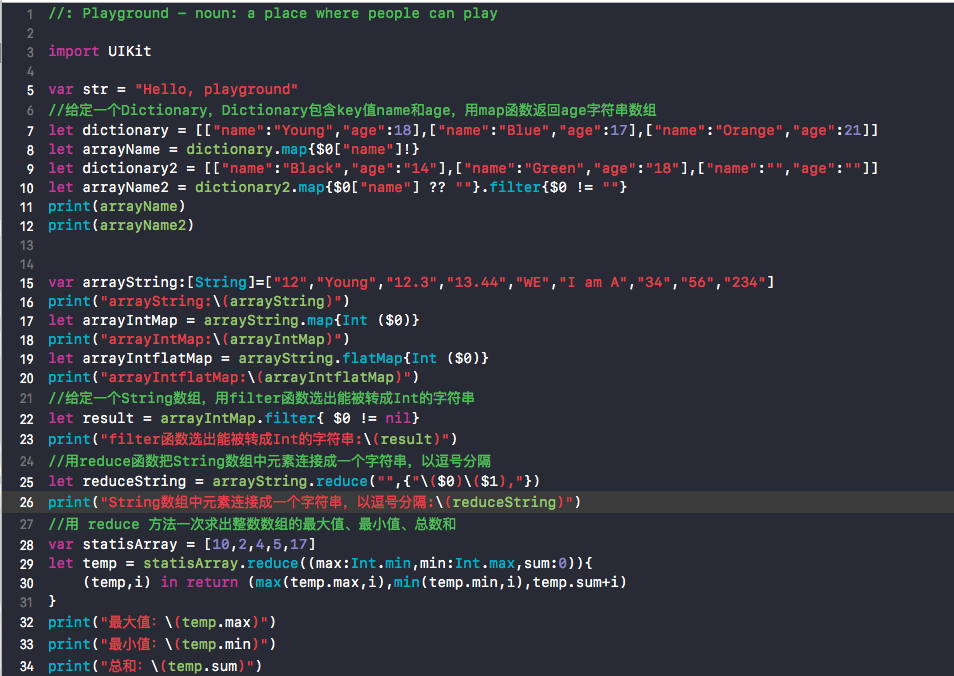 1 //: Playground - noun: a place where people can play
2
3 import UIKit
4
5 var str = "Hello, playground"
6 //给定一个Dictionary，Dictionary包含key值name和age，用map函数返回age字符串数组
7 let dictionary = [["name":"Young","age":18],["name":"Blue","age":17],["name":"Orange","age":21]]
8 let arrayName = dictionary.map{$0["name"]!}
9 let dictionary2 = [["name":"Black","age":"14"],["name":"Green","age":"18"],["name":"","age":""]]
10 let arrayName2 = dictionary2.map{$0["name"] ?? ""}.filter{$0 != ""}
11 print(arrayName)
12 print(arrayName2)
13
14
15 var arrayString:[String]=["12","Young","12.3","13.44","WE","I am A","34","56","234"]
16 print("arrayString:\(arrayString)")
17 let arrayIntMap = arrayString.map{Int ($0)}
18 print("arrayIntMap:\(arrayIntMap)")
19 let arrayIntflatMap = arrayString.flatMap{Int ($0)}
20 print("arrayIntflatMap:\(arrayIntflatMap)")
21 //给定一个String数组，用filter函数选出能被转成Int的字符串
22 let result = arrayIntMap.filter{ $0 != nil}
23 print("filter函数选出能被转成Int的字符串:\(result)")
24 //用reduce函数把String数组中元素连接成一个字符串，以逗号分隔
25 let reduceString = arrayString.reduce("",{"\($0)\($1),"})
26 print("String数组中元素连接成一个字符串，以逗号分隔:\(reduceString)")
27 //用 reduce 方法一次求出整数数组的最大值、最小值、总数和
28 var statisArray = [10,2,4,5,17]
29 let temp = statisArray.reduce((max:Int.min,min:Int.max,sum:0)){
30 (temp,i) in return (max(temp.max,i),min(temp.min,i),temp.sum+i)
31 }
32 print("最大值：\(temp.max)")
33 print("最小值：\(temp.min)")
34 print("总和：\(temp.sum)")